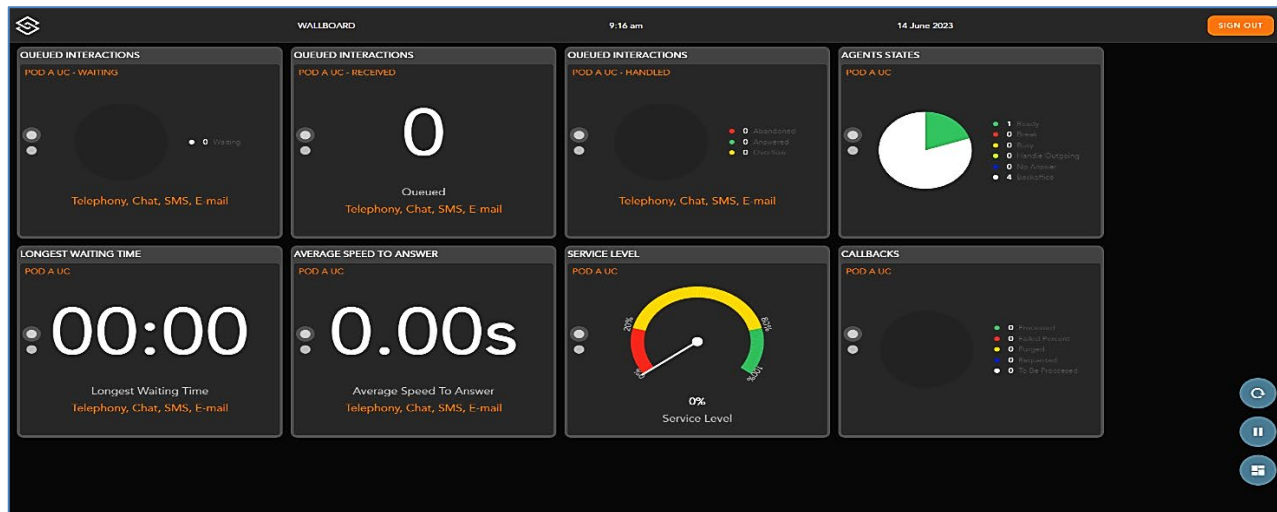 WALLBOARD
9:16 am
14 June 2023
SIGN OUT
QUEUED INTERACTIONS
POD A UC - WAITING
0 Waiting
Telephony, Chat, SMS, E-mail
QUEUED INTERACTIONS
POD A UC - RECEIVED
0
Queued
Telephony, Chat, SMS, E-mail
QUEUED INTERACTIONS
POD A UC - HANDLED
0 Abandoned
0 Answered
0 Overflow
Telephony, Chat, SMS, E-mail
AGENTS STATES
POD A UC
1 Ready
0 Break
0 Busy
0 Handle Outgoing
0 No Answer
4 Backoffice
LONGEST WAITING TIME
POD A UC
00:00
Longest Waiting Time
Telephony, Chat, SMS, E-mail
AVERAGE SPEED TO ANSWER
POD A UC
0.00s
Average Speed To Answer
Telephony, Chat, SMS, E-mail
SERVICE LEVEL
POD A UC
0%
20%
80%
100%
0%
Service Level
CALLBACKS
POD A UC
0 Processed
0 Failed Percent
0 Purged
0 Requested
0 To Be Processed